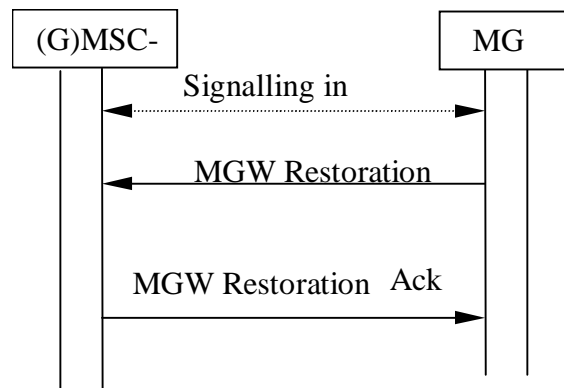 (G)MSC-
MG
Signalling in
MGW Restoration
MGW Restoration Ack